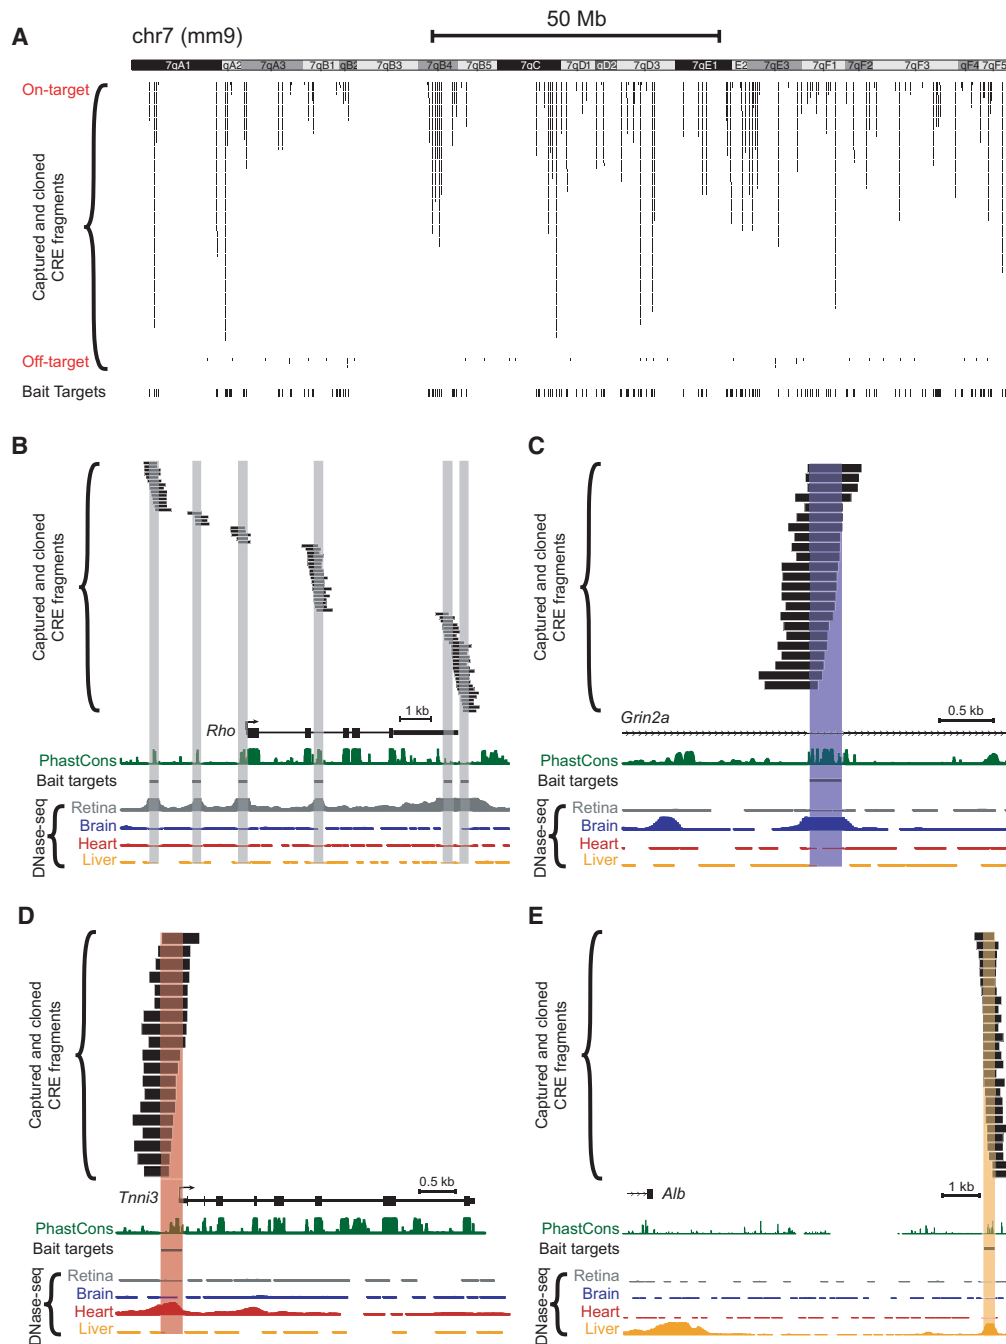 A
chr7 (mm9)
50 Mb
7qA1 qA2 7qA3 7qB1 qB2 7qB3 7qB4 7qB5 7qC 7qD1 qD2 7qD3 7qE1 E2 7qE3 7qF1 7qF2 7qF3 qF4 7qF5
On-target
Captured and cloned
CRE fragments
Off-target
Bait Targets
B
Captured and cloned
CRE fragments
1 kb
Rho
PhastCons
Bait targets
DNase-seq
Retina
Brain
Heart
Liver
C
Captured and cloned
CRE fragments
0.5 kb
Grin2a
PhastCons
Bait targets
DNase-seq
Retina
Brain
Heart
Liver
D
Captured and cloned
CRE fragments
0.5 kb
Tnni3
PhastCons
Bait targets
DNase-seq
Retina
Brain
Heart
Liver
E
Captured and cloned
CRE fragments
1 kb
Alb
PhastCons
Bait targets
DNase-seq
Retina
Brain
Heart
Liver